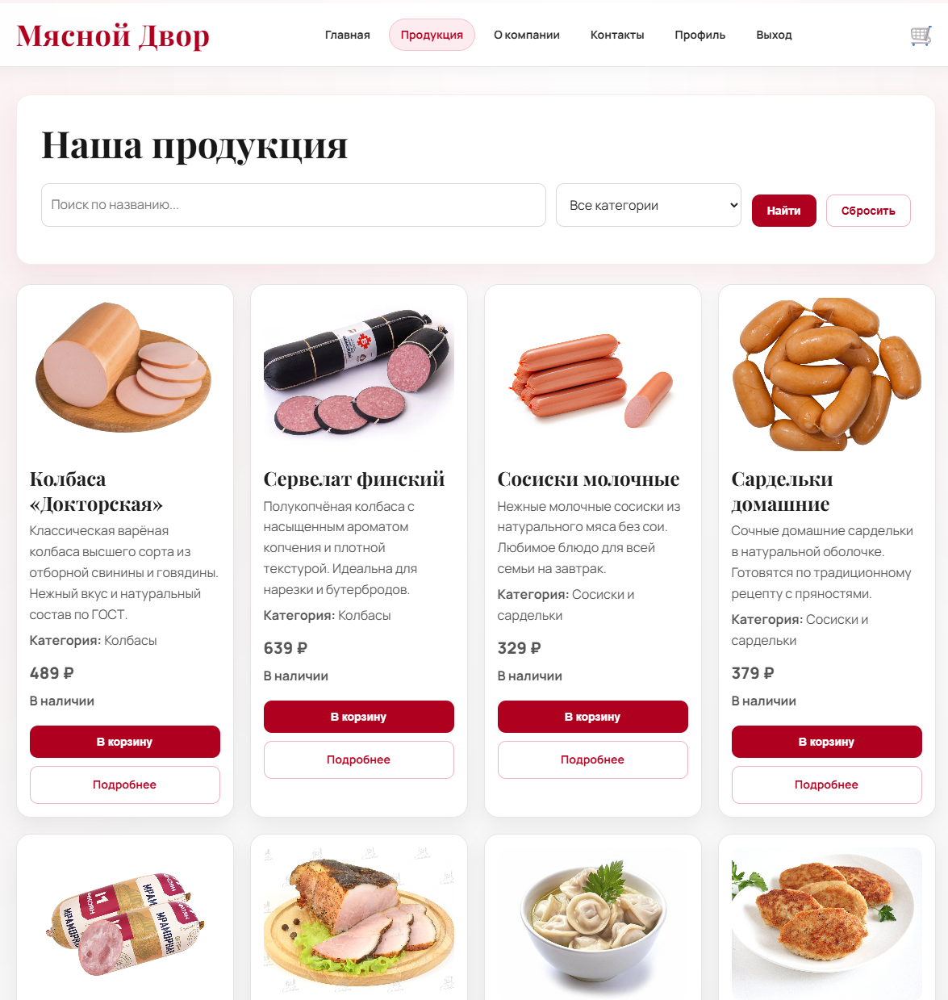 Мясной Двор
Главная
Продукция
О компании
Контакты
Профиль
Выход
Наша продукция
Поиск по названию...
Все категории
Найти
Сбросить
Колбаса
«Докторская»
Классическая варёная
колбаса высшего сорта из
отборной свинины и говядины.
Нежный вкус и натуральный
состав по ГОСТ.
Категория: Колбасы
489 ₽
В наличии
В корзину
Подробнее
Сервелат финский
Полукопчёная колбаса с
насыщенным ароматом
копчения и плотной
текстурой. Идеальна для
нарезки и бутербродов.
Категория: Колбасы
639 ₽
В наличии
В корзину
Подробнее
Сосиски молочные
Нежные молочные сосиски из
натурального мяса без сои.
Любимое блюдо для всей
семьи на завтрак.
Категория: Сосиски и
сардельки
329 ₽
В наличии
В корзину
Подробнее
Сардельки
домашние
Сочные домашние сардельки
в натуральной оболочке.
Готовятся по традиционному
рецепту с пряностями.
Категория: Сосиски и
сардельки
379 ₽
В наличии
В корзину
Подробнее